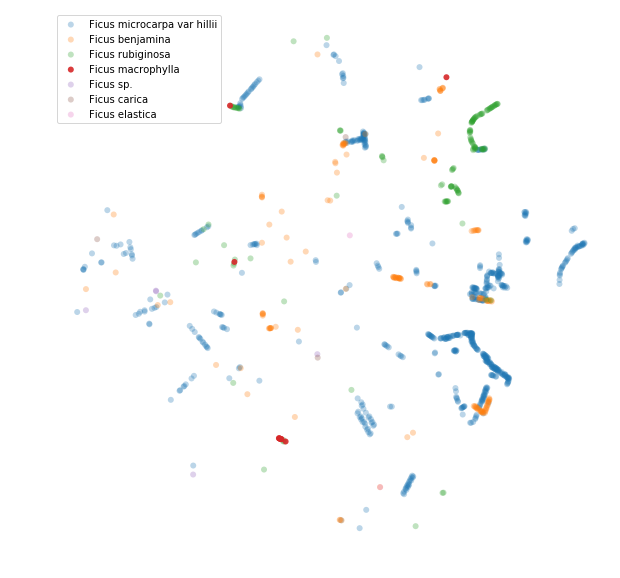 Ficus microcarpa var hillii
Ficus benjamina
Ficus rubiginosa
Ficus macrophylla
Ficus sp.
Ficus carica
Ficus elastica